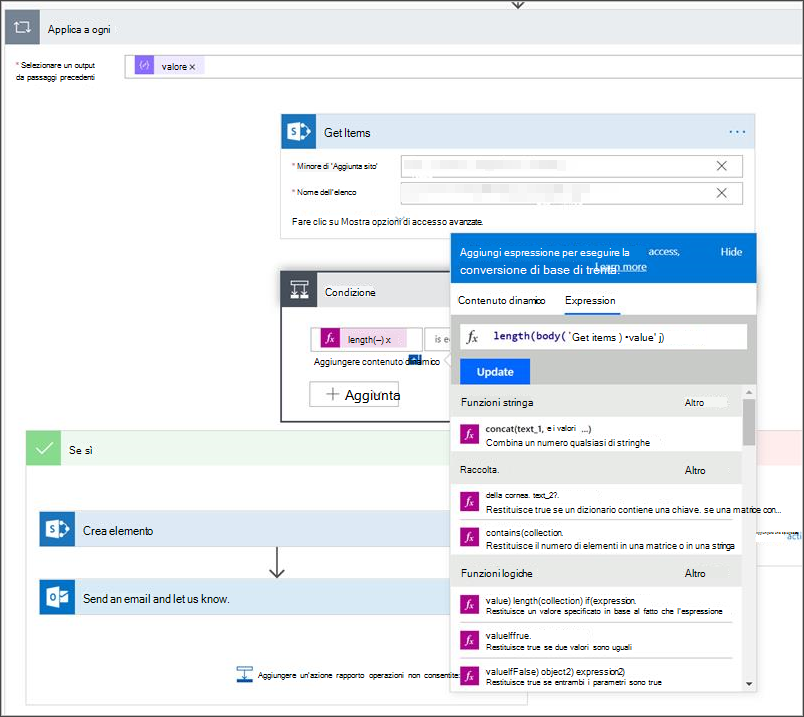 Applica a ogni
* Selezionare un output
da passaggi precedenti
valore ×
Get Items
* Minore di 'Aggiunta sito'
* Nome dell'elenco
Fare clic su Mostra opzioni di accesso avanzate.
Aggiungi espressione per eseguire la access, Hide
conversione di base di trenta. Learn more
Condizione
Contenuto dinamico Expression
length(–) x
fx length(body( `Get items ) •value' j)
Aggiungere contenuto dinamico
Update
+ Aggiunta
Funzioni stringa Altro
concat(text_1, e i valori ...)
Combina un numero qualsiasi di stringhe
Se sì
Raccolta. Altro
della cornea. text_2?.
Restituisce true se un dizionario contiene una chiave. se una matrice con...
Crea elemento
contains(collection.
Restituisce il numero di elementi in una matrice o in una stringa
Funzioni logiche Altro
Send an email and let us know.
value) length(collection) if(expression.
Restituisce un valore specificato in base al fatto che l'espressione
valueIffrue.
Restituisce true se due valori sono uguali
Aggiungere un'azione rapporto operazioni non consentite:
valueIfFalse) object2) expression2)
Restituisce true se entrambi i parametri sono true